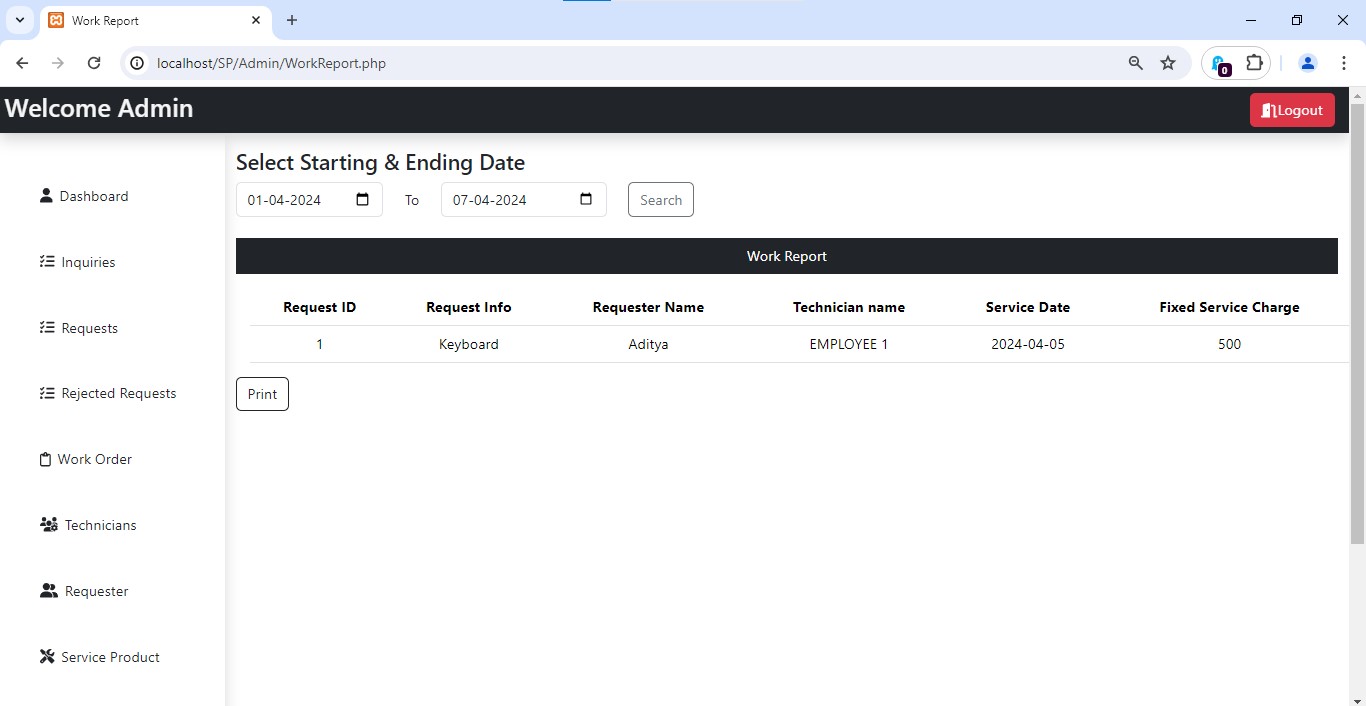 Work Report
localhost/SP/Admin/WorkReport.php
0
Welcome Admin
Logout
Dashboard
Inquiries
Requests
Rejected Requests
Work Order
Technicians
Requester
Service Product
Select Starting & Ending Date
01-04-2024 To 07-04-2024 Search
Work Report
Request ID Request Info Requester Name Technician name Service Date Fixed Service Charge
1 Keyboard Aditya EMPLOYEE 1 2024-04-05 500
Print